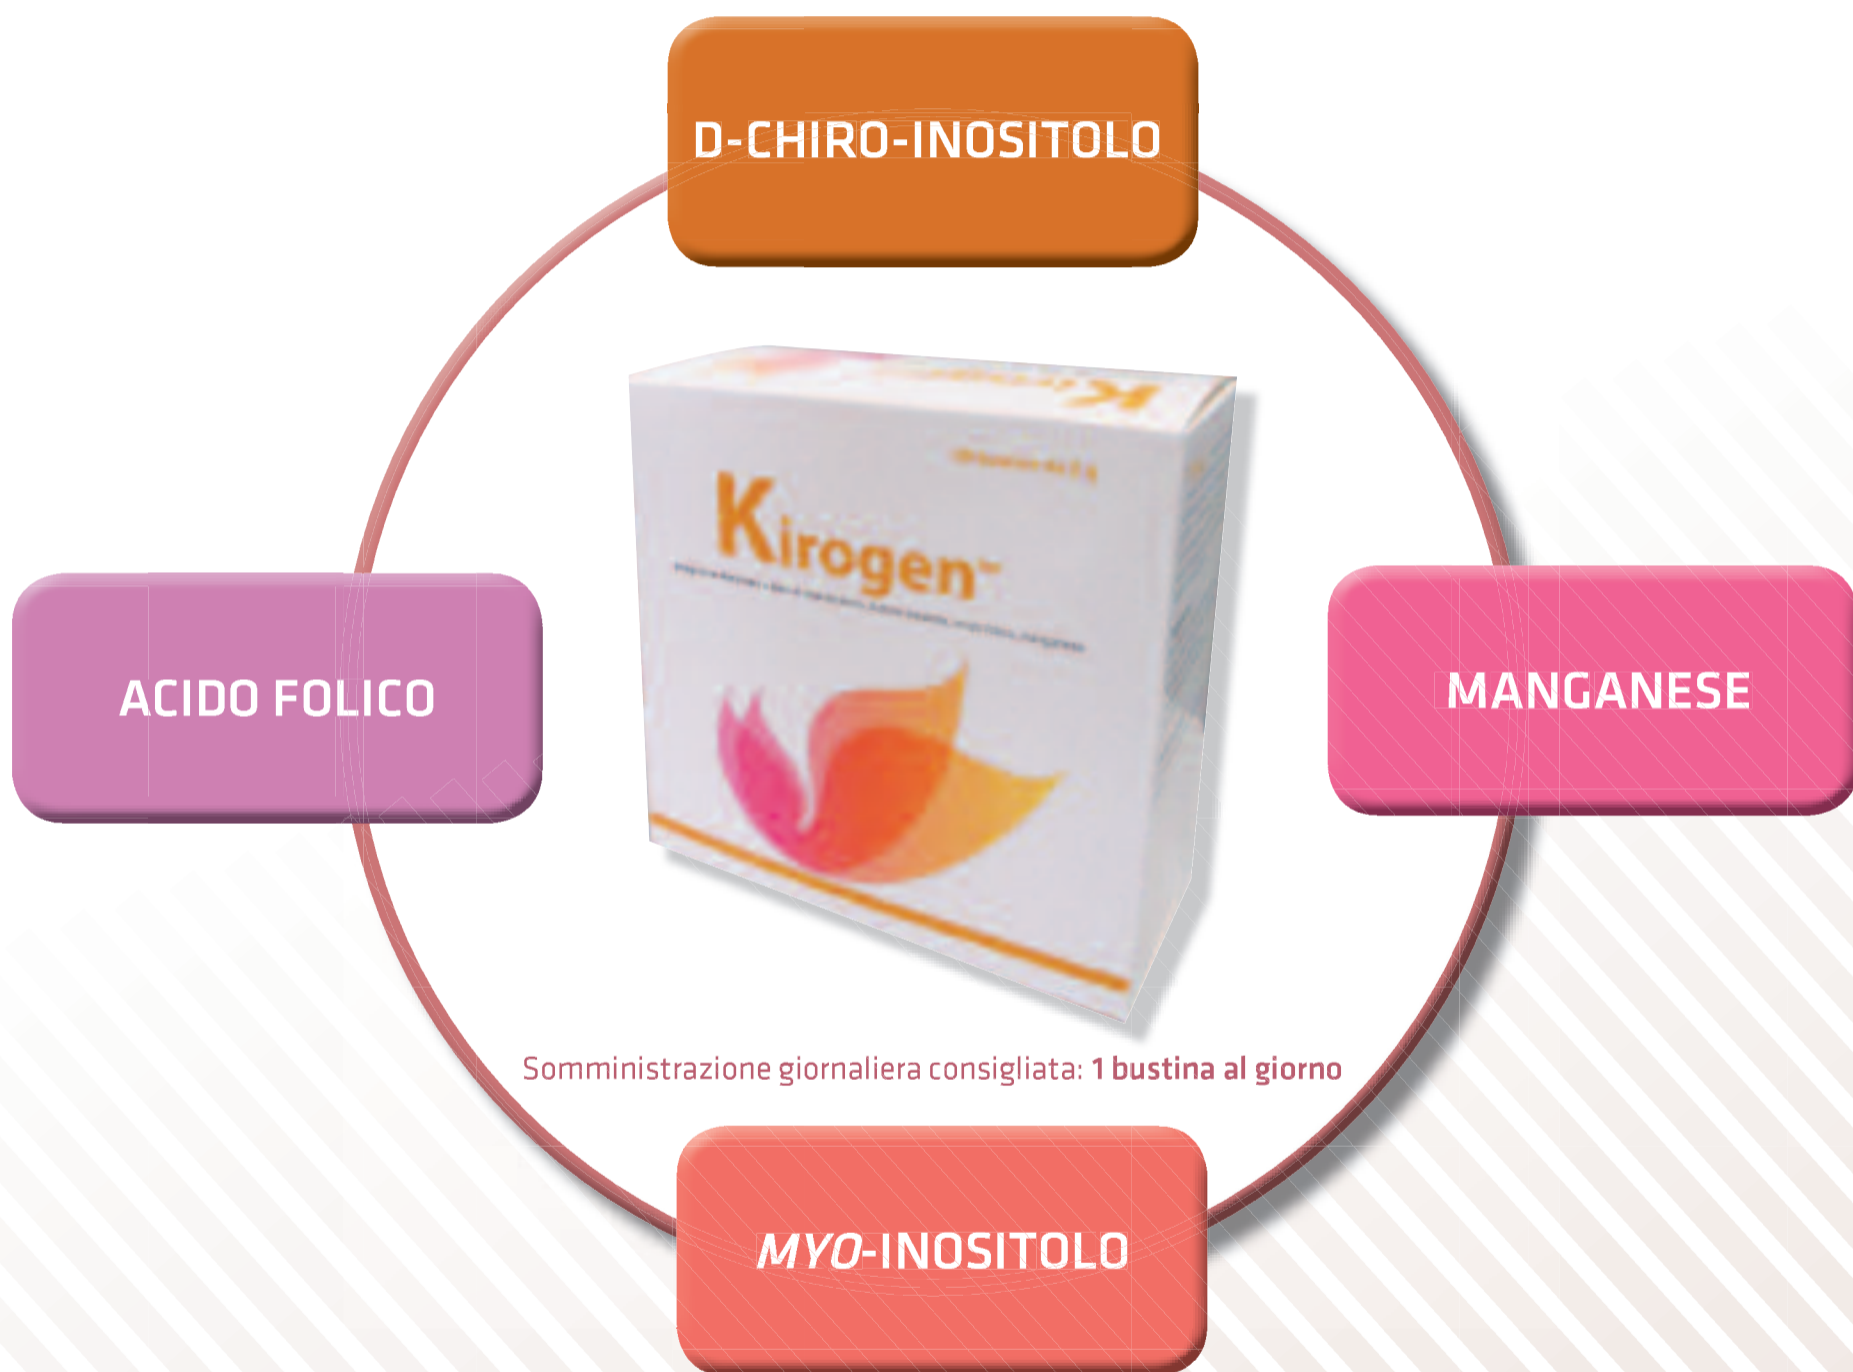 D-CHIRO-INOSITOLO
Kirogen
ACIDO FOLICO
MANGANESE
Somministrazione giornaliera consigliata: 1 bustina al giorno
MYO-INOSITOLO